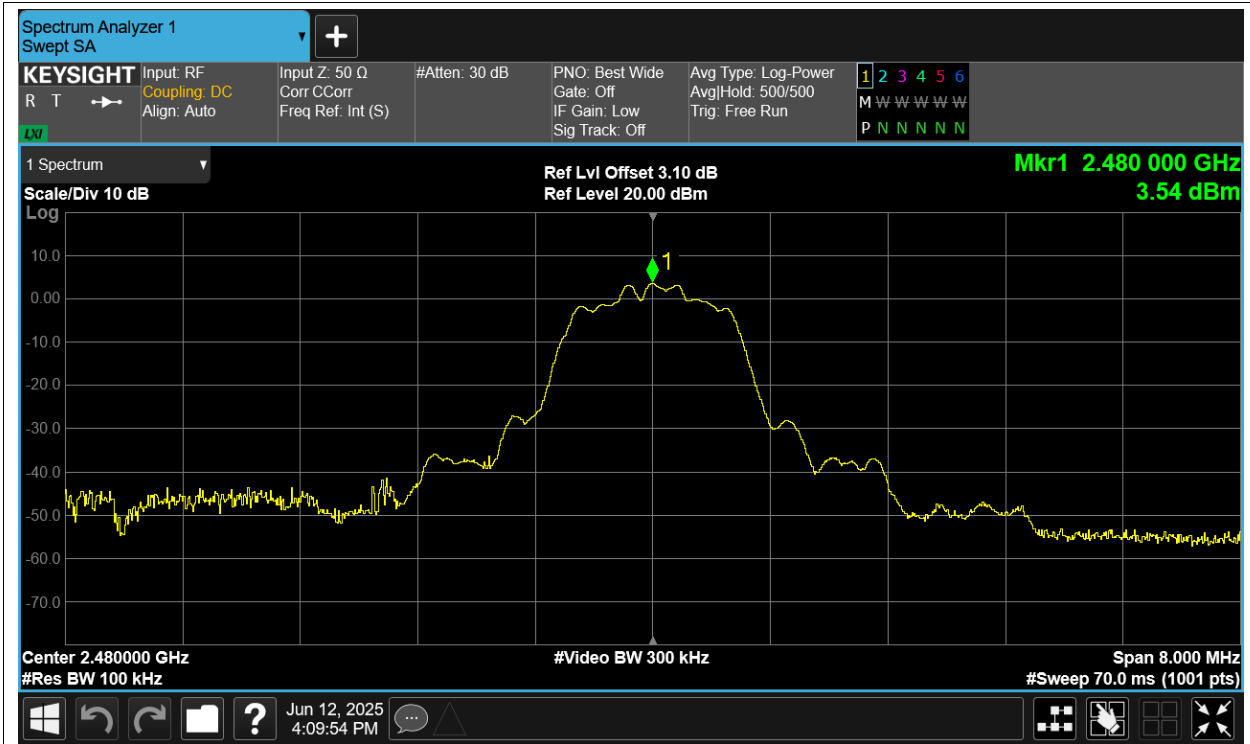 Spectrum Analyzer 1
Swept SA
KEYSIGHT
R T
LXI
Input: RF
Coupling: DC
Align: Auto
Input Z: 50 Ω
Corr CCorr
Freq Ref: Int (S)
#Atten: 30 dB
PNO: Best Wide
Gate: Off
IF Gain: Low
Sig Track: Off
Avg Type: Log-Power
Avg|Hold: 500/500
Trig: Free Run
1 2 3 4 5 6
M W W W W W W
P N N N N N N
1 Spectrum
Scale/Div 10 dB
Log
Ref Lvl Offset 3.10 dB
Ref Level 20.00 dBm
Mkr1 2.480 000 GHz
3.54 dBm
1
10.0
0.00
-10.0
-20.0
-30.0
-40.0
-50.0
-60.0
-70.0
Center 2.480000 GHz
#Res BW 100 kHz
#Video BW 300 kHz
Span 8.000 MHz
#Sweep 70.0 ms (1001 pts)
?
Jun 12, 2025
4:09:54 PM